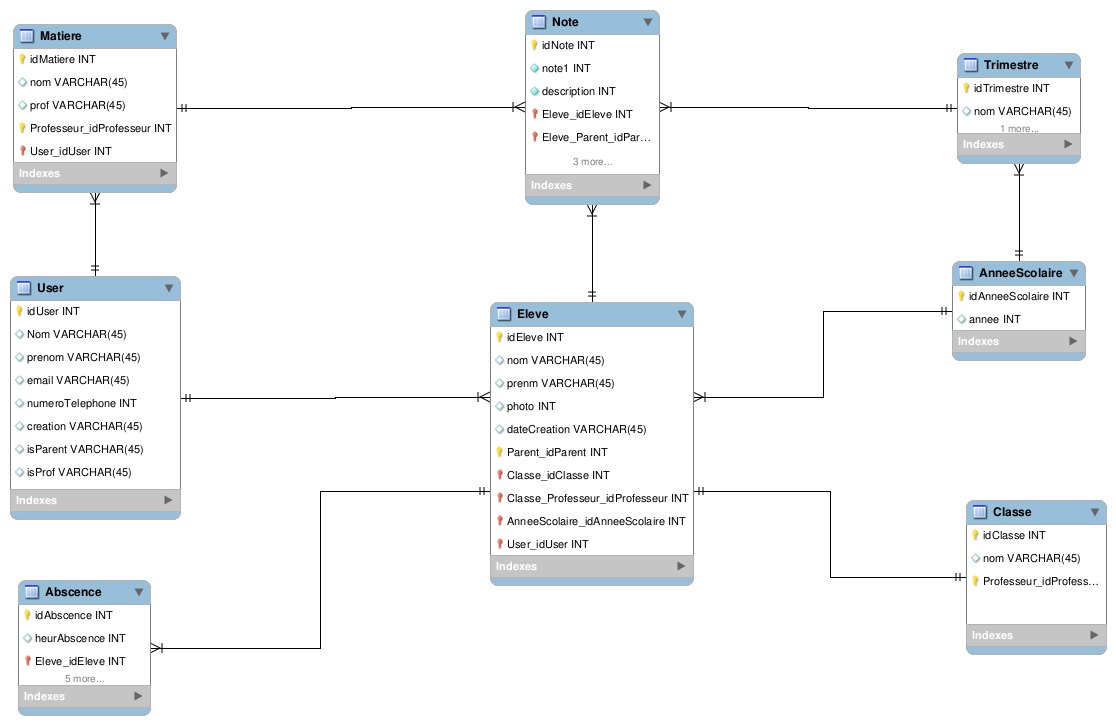 Matiere
idMatiere INT
nom VARCHAR(45)
prof VARCHAR(45)
Professeur_idProfesseur INT
User_idUser INT
Indexes
Note
idNote INT
note1 INT
description INT
Eleve_idEleve INT
Eleve_Parent_idPar...
3 more...
Indexes
Trimestre
idTrimestre INT
nom VARCHAR(45)
1 more...
Indexes
User
idUser INT
Nom VARCHAR(45)
prenom VARCHAR(45)
email VARCHAR(45)
numeroTelephone INT
creation VARCHAR(45)
isParent VARCHAR(45)
isProf VARCHAR(45)
Indexes
Eleve
idEleve INT
nom VARCHAR(45)
prenm VARCHAR(45)
photo INT
dateCreation VARCHAR(45)
Parent_idParent INT
Classe_idClasse INT
Classe_Professeur_idProfesseur INT
AnneeScolaire_idAnneeScolaire INT
User_idUser INT
Indexes
AnneeScolaire
idAnneeScolaire INT
annee INT
Indexes
Classe
idClasse INT
nom VARCHAR(45)
Professeur_idProfess...
Indexes
Abscence
idAbscence INT
heurAbscence INT
Eleve_idEleve INT
5 more...
Indexes